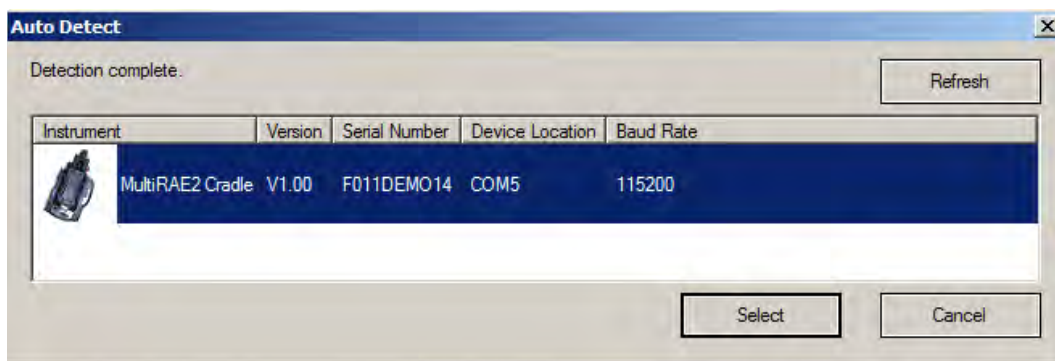 Auto Detect
Detection complete.
Refresh
Instrument Version Serial Number Device Location Baud Rate
MultiRAE2 Cradle V1.00 F011DEMO14 COM5 115200
Select Cancel